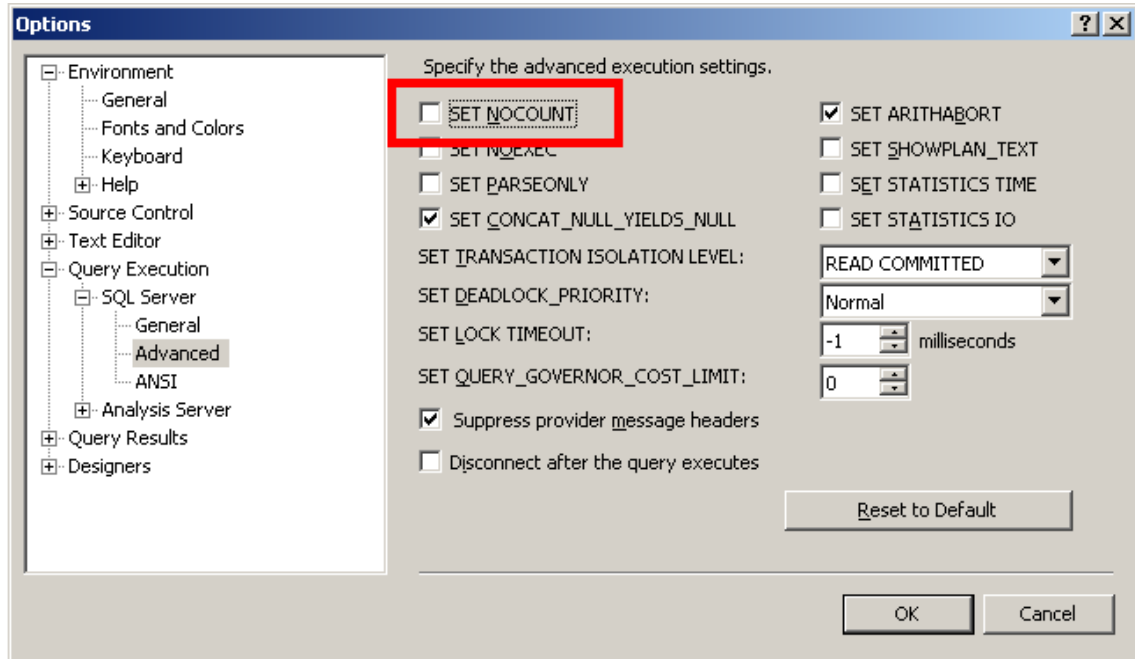 Options
Environment
General
Fonts and Colors
Keyboard
Help
Source Control
Text Editor
Query Execution
SQL Server
General
Advanced
ANSI
Analysis Server
Query Results
Designers
Specify the advanced execution settings.
SET NOCOUNT
SET ARITHABORT
SET NOEXEC
SET SHOWPLAN_TEXT
SET PARSEONLY
SET STATISTICS TIME
SET CONCAT_NULL_YIELDS_NULL
SET STATISTICS IO
SET TRANSACTION ISOLATION LEVEL:
READ COMMITTED
SET DEADLOCK_PRIORITY:
Normal
SET LOCK TIMEOUT:
-1 milliseconds
SET QUERY_GOVERNOR_COST_LIMIT:
0
Suppress provider message headers
Disconnect after the query executes
Reset to Default
OK
Cancel